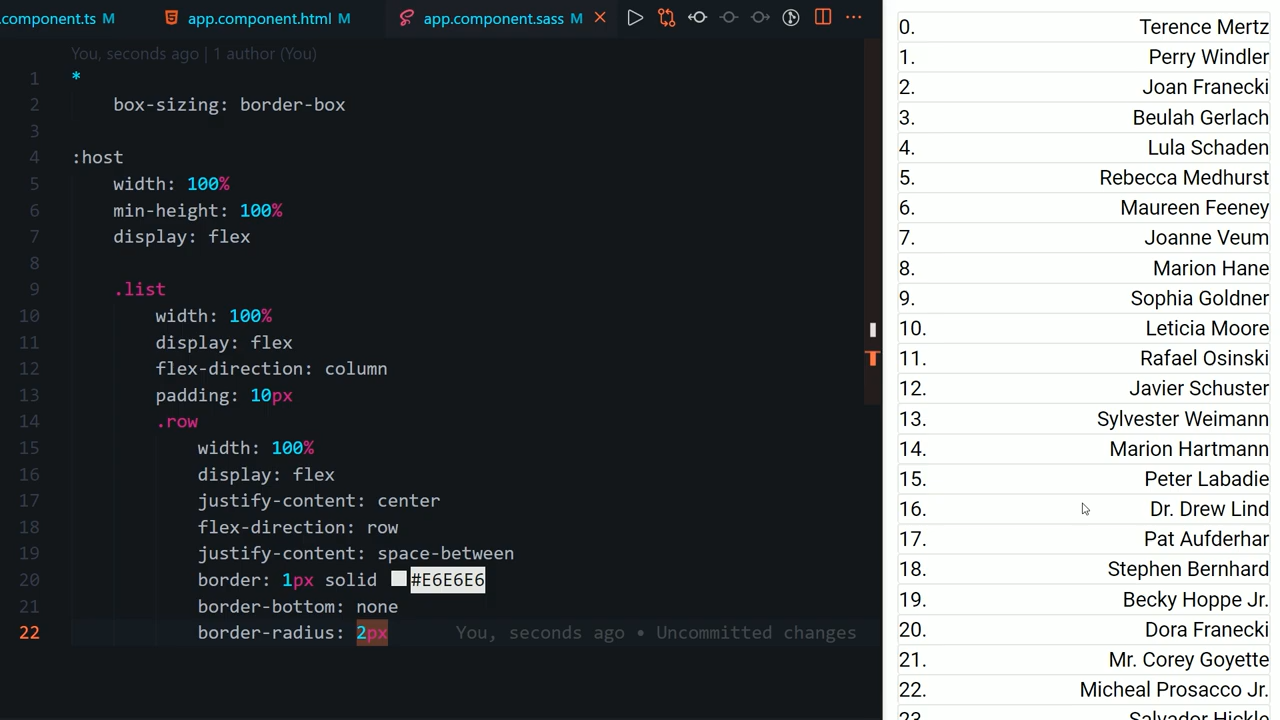 .component.ts M app.component.html M app.component.sass M
You, seconds ago | 1 author (You)
1 *
2 box-sizing: border-box
3
4 :host
5 width: 100%
6 min-height: 100%
7 display: flex
8
9 .list
10 width: 100%
11 display: flex
12 flex-direction: column
13 padding: 10px
14 .row
15 width: 100%
16 display: flex
17 justify-content: center
18 flex-direction: row
19 justify-content: space-between
20 border: 1px solid #E6E6E6
21 border-bottom: none
22 border-radius: 2px You, seconds ago • Uncommitted changes
0. Terence Mertz
1. Perry Windler
2. Joan Franecki
3. Beulah Gerlach
4. Lula Schaden
5. Rebecca Medhurst
6. Maureen Feeney
7. Joanne Veum
8. Marion Hane
9. Sophia Goldner
10. Leticia Moore
11. Rafael Osinski
12. Javier Schuster
13. Sylvester Weimann
14. Marion Hartmann
15. Peter Labadie
16. Dr. Drew Lind
17. Pat Aufderhar
18. Stephen Bernhard
19. Becky Hoppe Jr.
20. Dora Franecki
21. Mr. Corey Goyette
22. Micheal Prosacco Jr.
23. Salvador Hickle